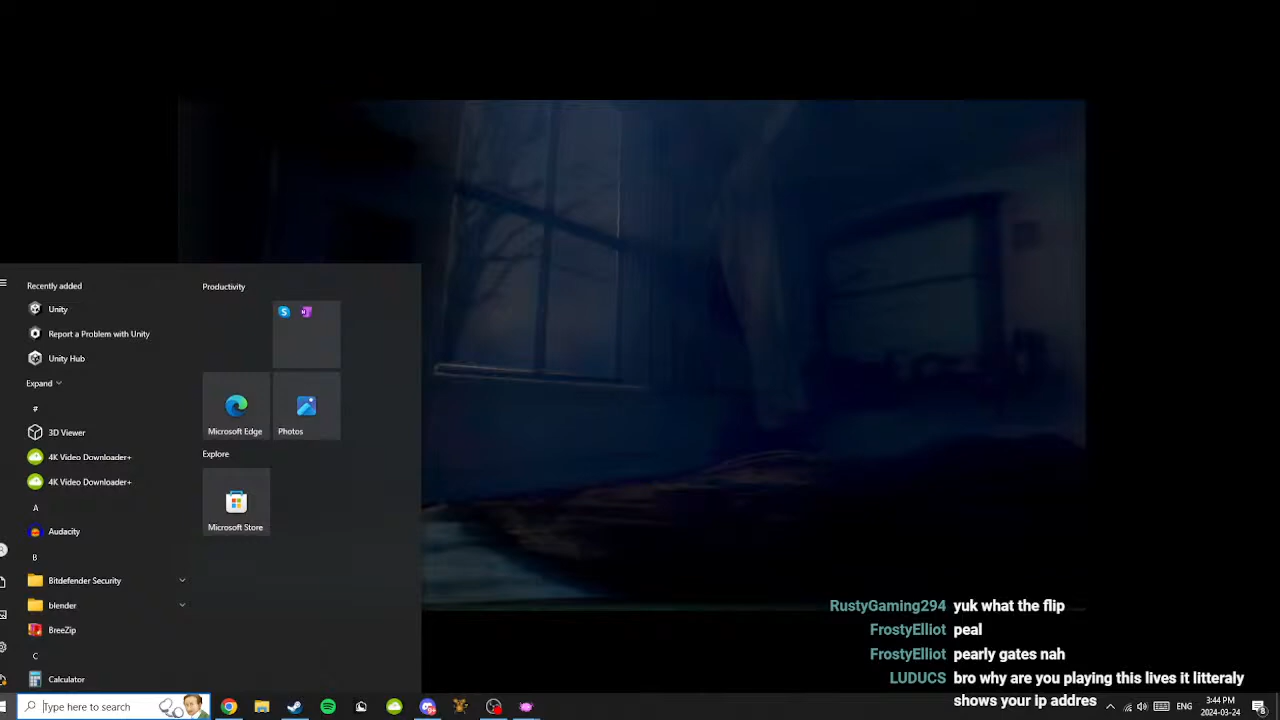 Recently added
Productivity
Unity
Report a Problem with Unity
Unity Hub
Expand
#
3D Viewer
4K Video Downloader+
4K Video Downloader+
A
Audacity
B
Bitdefender Security
blender
BreeZip
C
Calculator
S
N
Microsoft Edge
Photos
Explore
Microsoft Store
RustyGaming294 yuk what the flip
FrostyElliot peal
FrostyElliot pearly gates nah
LUDUCS bro why are you playing this lives it litteraly
shows your ip addres
Type here to search
ENG
3:44 PM
2024-03-24